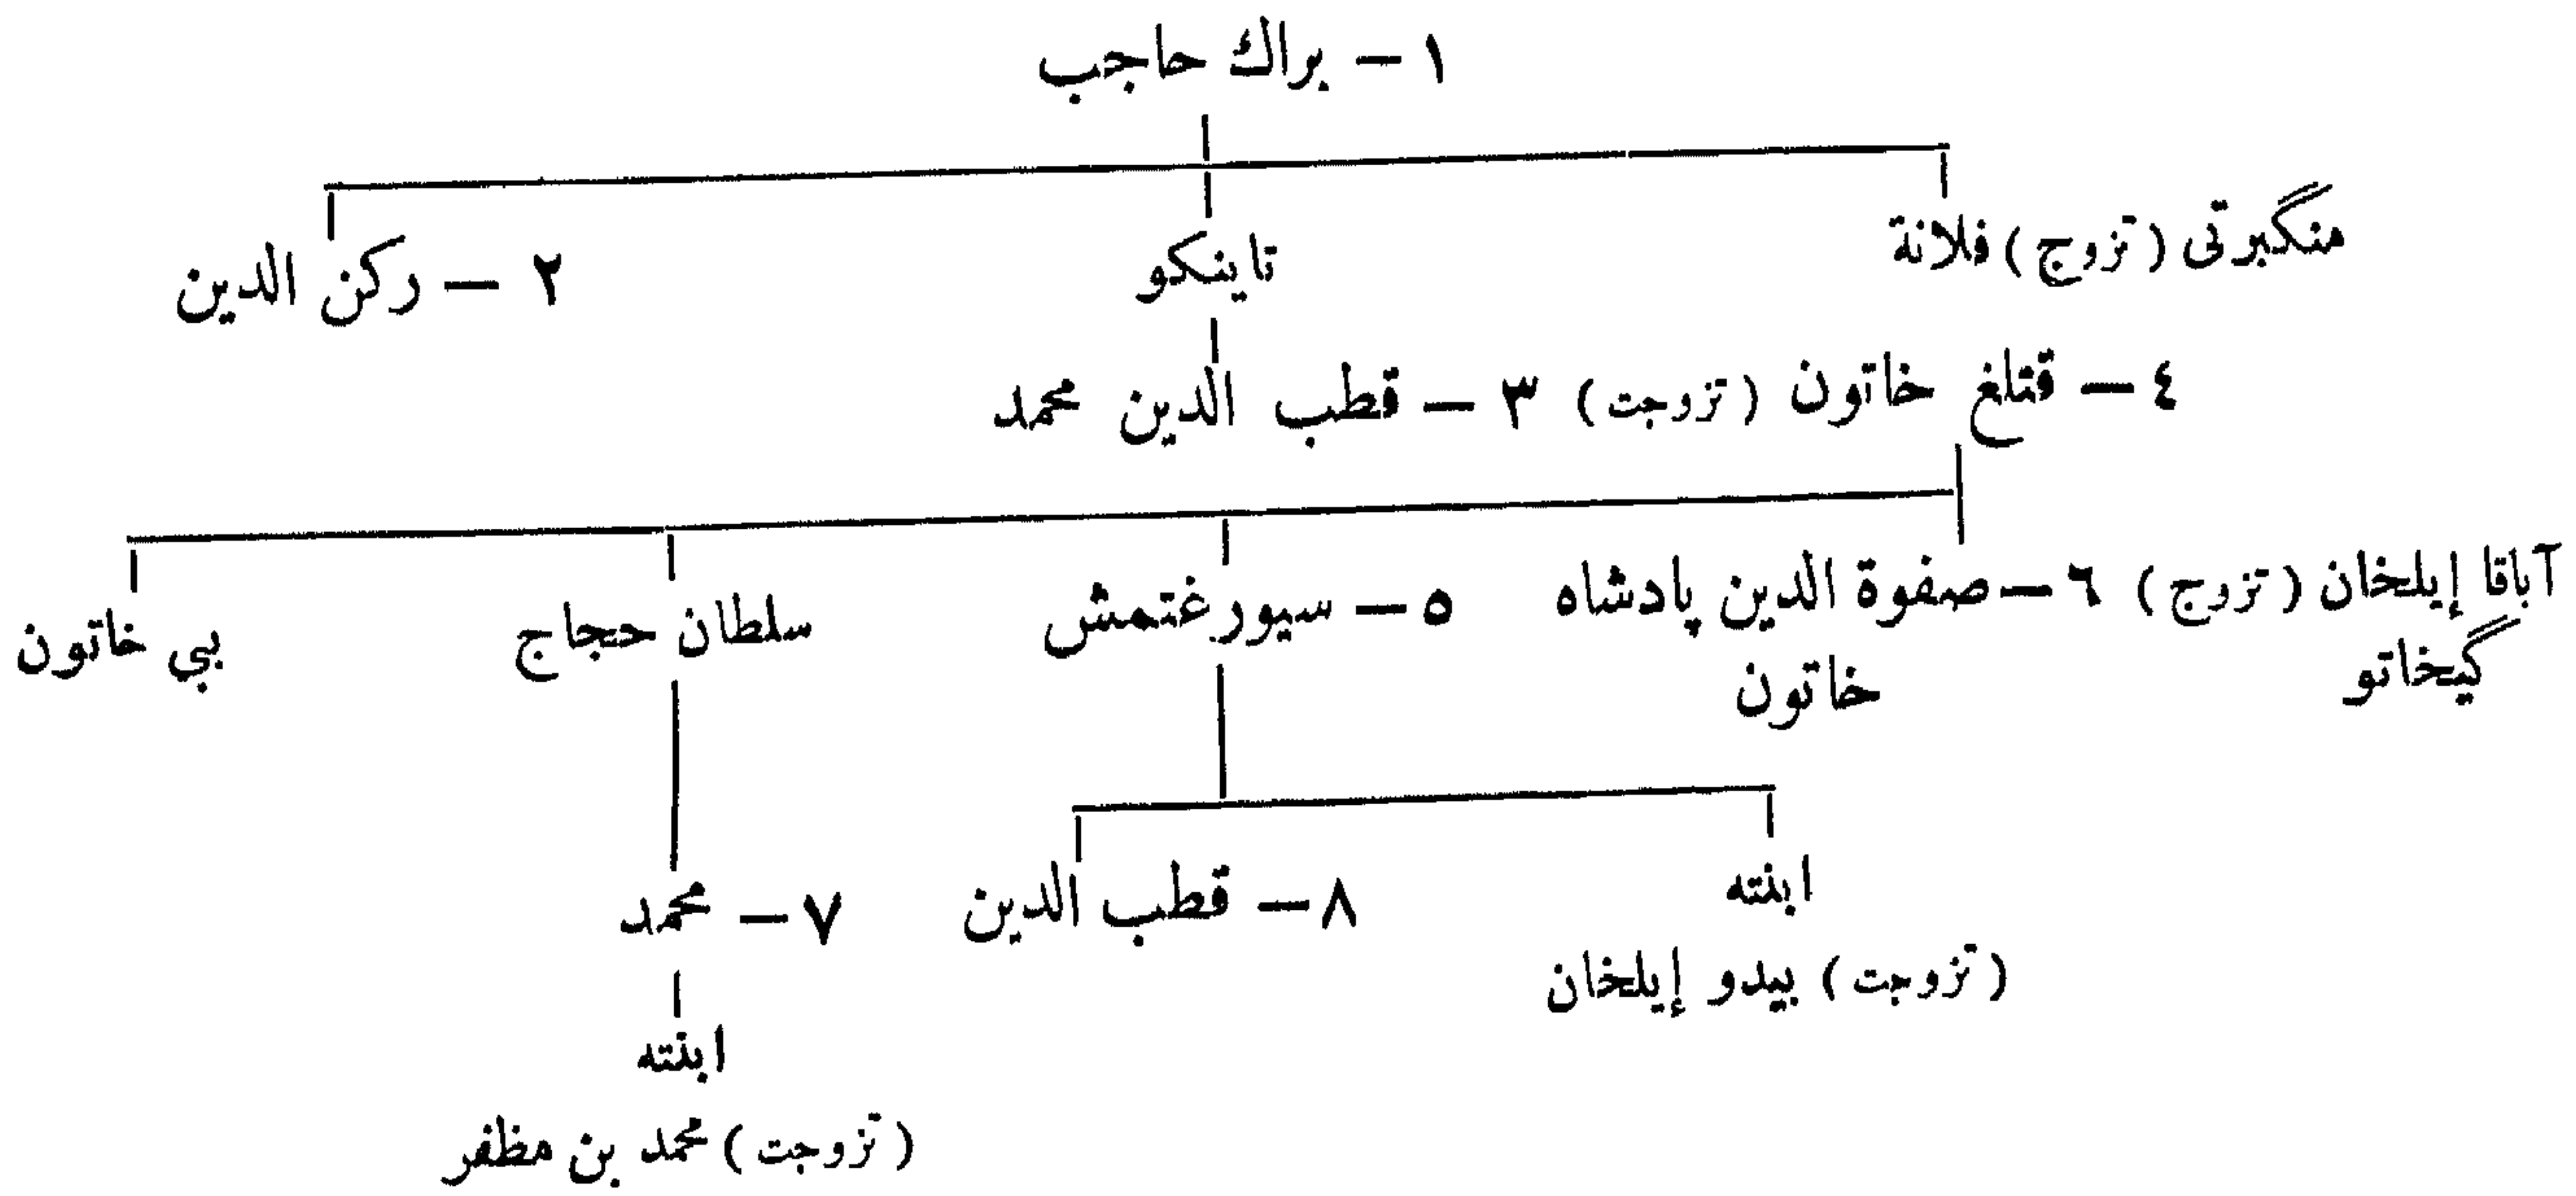 ١ – براك حاجب
منگبرتى (تزوج) فلانة
تاينكو
٢ – ركن الدين
٤ – قتلغ خاتون (تزوجت) ٣ – قطب الدين محمد
آباقا إيلخان (تزوج) ٦ – صفوة الدين پادشاه
گيخاتو
خاتون
٥ – سيورغتمش
سلطان حجاج
بي خاتون
ابنته
(تزوجت) بيدو إيلخان
٨ – قطب الدين
٧ – محمد
ابنته
(تزوجت) محمد بن مظفر